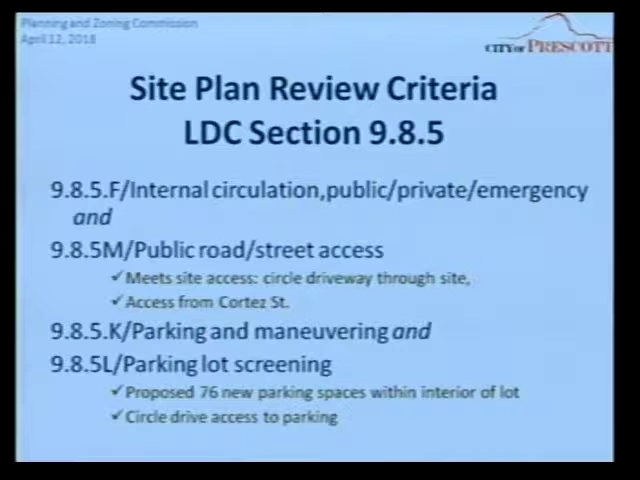 Planning and Zoning Commission
April 12, 2018
CITY OF PRESCOTT
Site Plan Review Criteria
LDC Section 9.8.5
9.8.5.F/Internal circulation,public/private/emergency
and
9.8.5M/Public road/street access
✓Meets site access: circle driveway through site,
✓Access from Cortez St.
9.8.5.K/Parking and maneuvering and
9.8.5L/Parking lot screening
✓Proposed 76 new parking spaces within interior of lot
✓Circle drive access to parking